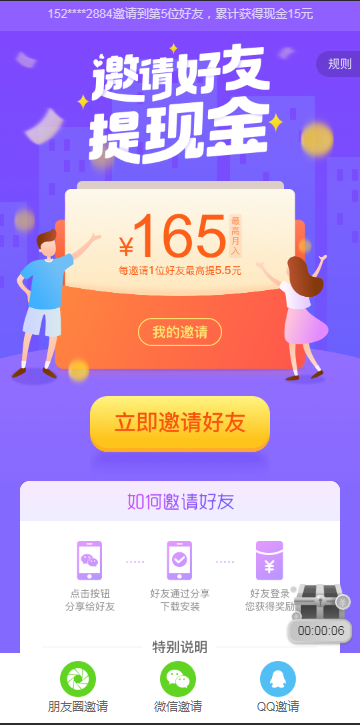 152****2884邀请到第5位好友，累计获得现金15元
规则
邀请好友
提现金
¥165
最高月入
每邀请1位好友最高提5.5元
我的邀请
立即邀请好友
如何邀请好友
点击按钮
分享给好友
好友通过分享
下载安装
好友登录
您获得奖励
00:00:06
特别说明
朋友圈邀请
微信邀请
QQ邀请